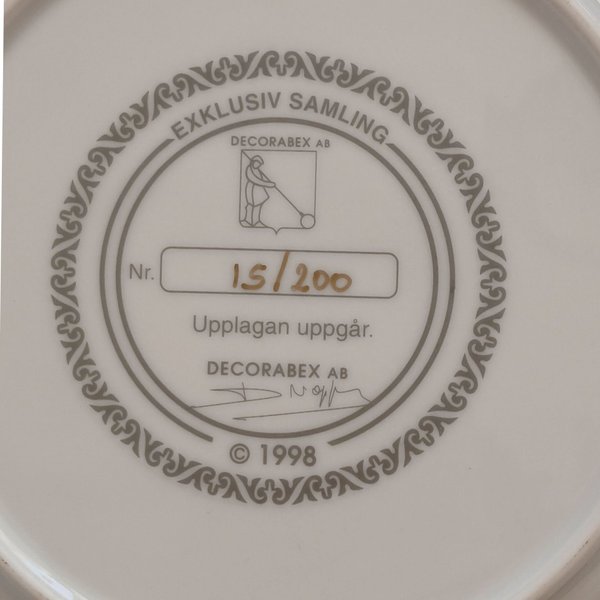 EXKLUSIV SAMLING
DECORABEX AB
Nr. 15/200
Upplagan uppgår.
DECORABEX AB
© 1998